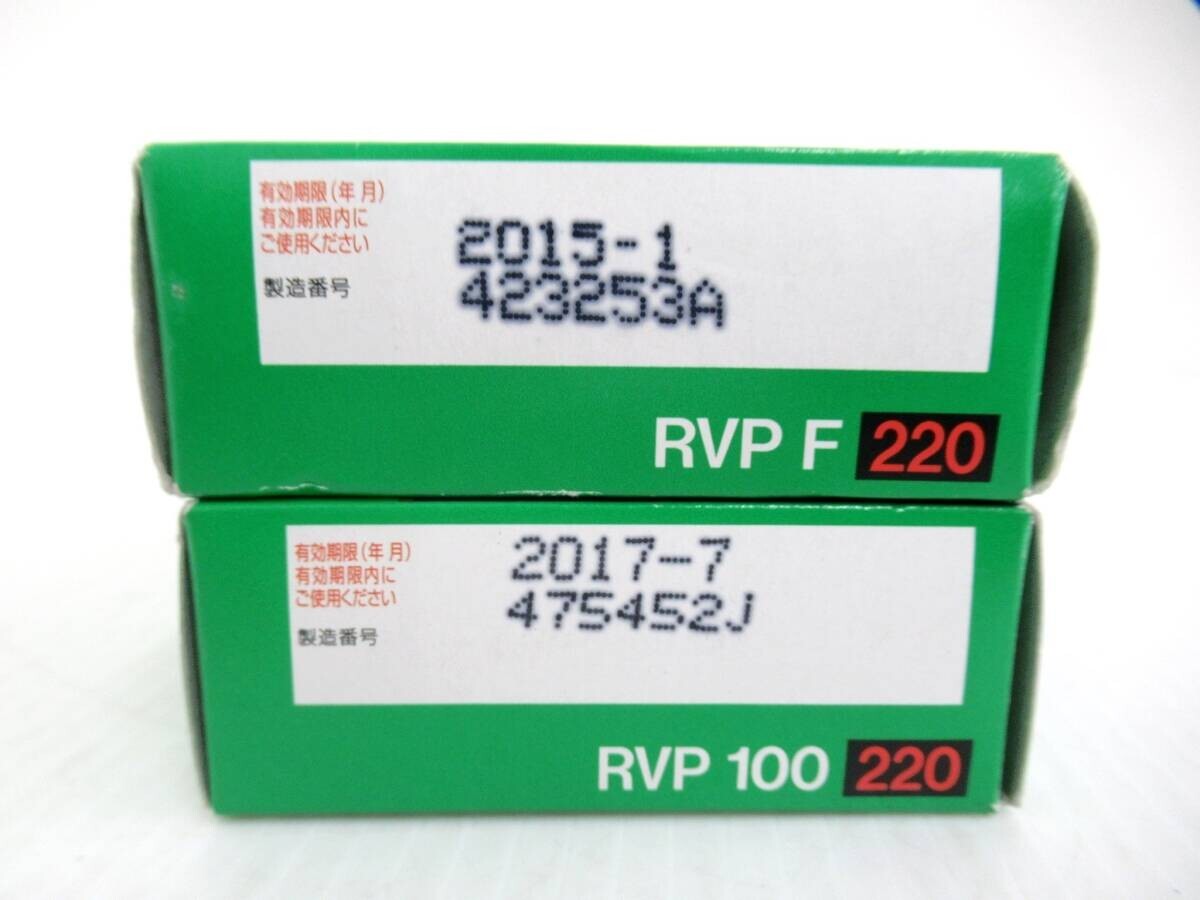 有効期限(年 月)
有効期限内に
ご使用ください
2015-1
製造番号
423253A
RVP F 220
有効期限(年 月)
有効期限内に
ご使用ください
2017-7
製造番号
475452J
RVP 100 220